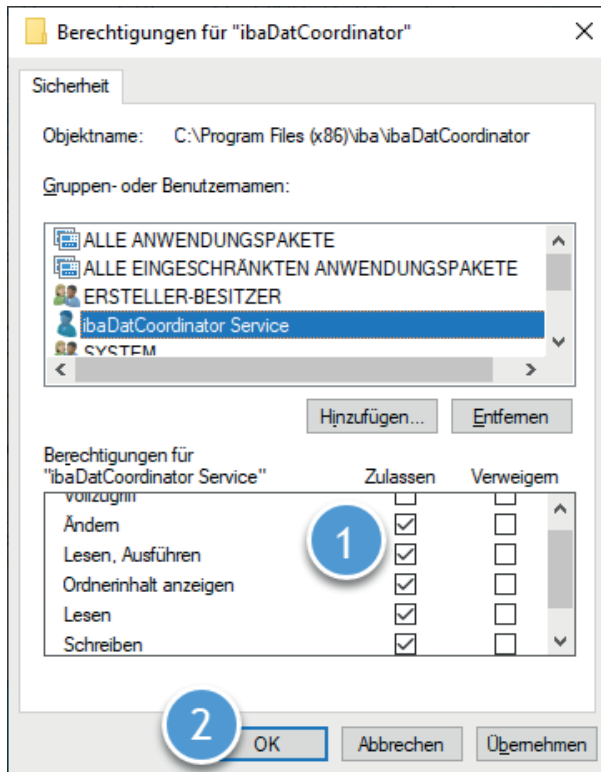 Berechtigungen für "ibaDatCoordinator"
Sicherheit
Objektname: C:\Program Files (x86)\iba\ibaDatCoordinator
Gruppen- oder Benutzernamen:
ALLE ANWENDUNGSPAKETE
ALLE EINGESCHRÄNKTEN ANWENDUNGSPAKETE
ERSTELLER-BESITZER
ibaDatCoordinator Service
SYSTEM
Hinzufügen... Entfernen
Berechtigungen für
"ibaDatCoordinator Service" Zulassen Verweigern
Vollzugriff
Ändern
1
Lesen, Ausführen
Ordnerinhalt anzeigen
Lesen
Schreiben
2
OK Abbrechen Übernehmen